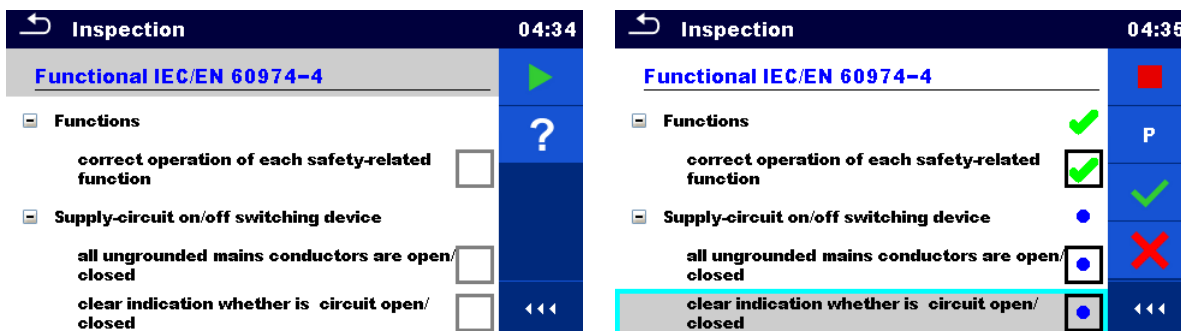 Inspection 04:34
Functional IEC/EN 60974-4
Functions
correct operation of each safety-related
function
Supply-circuit on/off switching device
all ungrounded mains conductors are open/
closed
clear indication whether is circuit open/
closed
?
Inspection 04:35
Functional IEC/EN 60974-4
Functions
P
correct operation of each safety-related
function
Supply-circuit on/off switching device
all ungrounded mains conductors are open/
closed
clear indication whether is circuit open/
closed